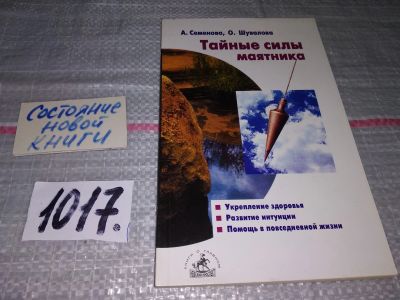 А. Семенова, О. Шувалова
Тайные силы
маятника
Состояние
новой
книги
1017.
Укрепление здоровья
Развитие интуиции
Помощь в повседневной жизни